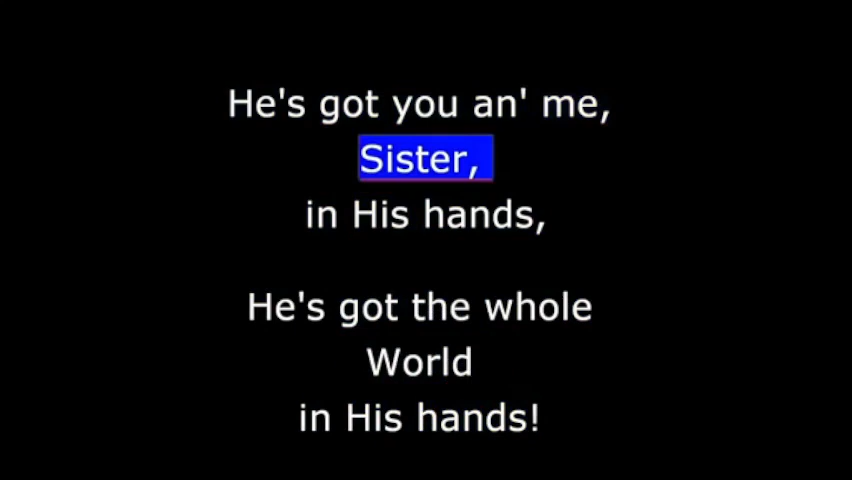 He's got you an' me,
Sister,
in His hands,
He's got the whole
World
in His hands!